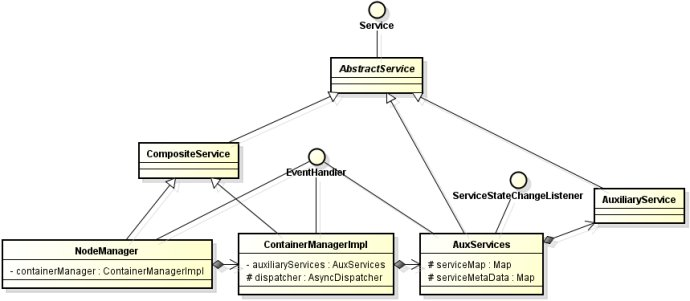 Service
AbstractService
CompositeService
EventHandler
ServiceStateChangeListener
AuxiliaryService
NodeManager
- containerManager : ContainerManagerImpl
ContainerManagerImpl
- auxiliaryServices : AuxServices
# dispatcher : AsyncDispatcher
AuxServices
# serviceMap : Map
# serviceMetaData : Map